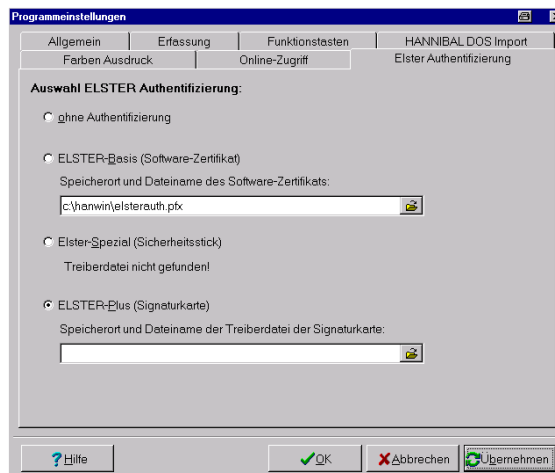 Programmeinstellungen
Allgemein Erfassung Funktionstasten HANNIBAL DOS Import
Farben Ausdruck Online-Zugriff Elster Authentifizierung
Auswahl ELSTER Authentifizierung:
ohne Authentifizierung
ELSTER-Basis (Software-Zertifikat)
Speicherort und Dateiname des Software-Zertifikats:
c:\hanwin\elsterauth.pfx
Elster-Spezial (Sicherheitsstick)
Treiberdatei nicht gefunden!
ELSTER-Plus (Signaturkarte)
Speicherort und Dateiname der Treiberdatei der Signaturkarte:
? Hilfe OK Abbrechen Übernehmen